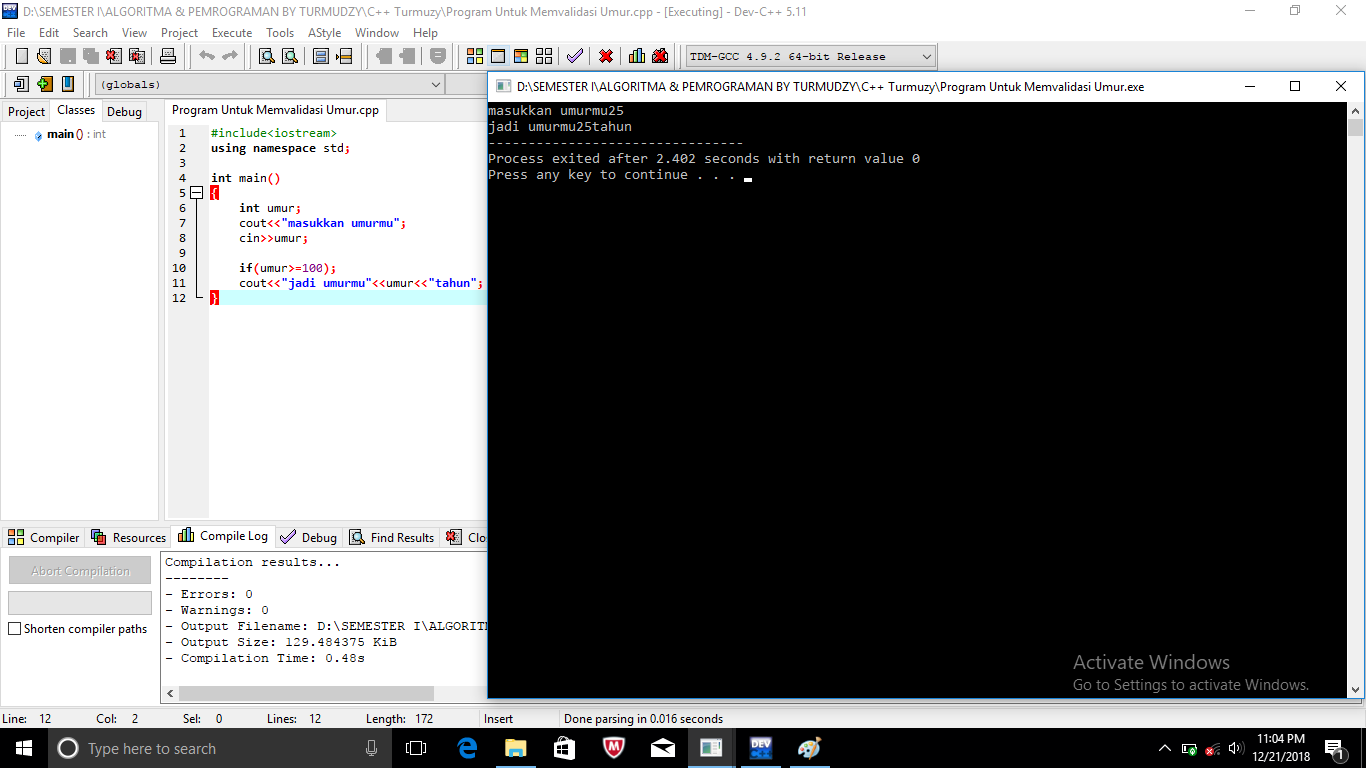 D:\SEMESTER I\ALGORITMA & PEMROGRAMAN BY TURMUDZY\C++ Turmuzy\Program Untuk Memvalidasi Umur.cpp - [Executing] - Dev-C++ 5.11
File Edit Search View Project Execute Tools AStyle Window Help
TDM-GCC 4.9.2 64-bit Release
(globals)
D:\SEMESTER I\ALGORITMA & PEMROGRAMAN BY TURMUDZY\C++ Turmuzy\Program Untuk Memvalidasi Umur.exe
Project Classes Debug
main () : int
Program Untuk Memvalidasi Umur.cpp
1 #include<iostream>
2 using namespace std;
3
4 int main()
5 {
6 int umur;
7 cout<<"masukkan umurmu";
8 cin>>umur;
9
10 if(umur>=100);
11 cout<<"jadi umurmu"<<umur<<"tahun";
12 }
masukkan umurmu25
jadi umurmu25tahun
--------------------------------
Process exited after 2.402 seconds with return value 0
Press any key to continue . . .
Compiler Resources Compile Log Debug Find Results Clo
Abort Compilation
Shorten compiler paths
Compilation results...
--------
- Errors: 0
- Warnings: 0
- Output Filename: D:\SEMESTER I\ALGORITM
- Output Size: 129.484375 KiB
- Compilation Time: 0.48s
Activate Windows
Go to Settings to activate Windows.
Line: 12 Col: 2 Sel: 0 Lines: 12 Length: 172 Insert Done parsing in 0.016 seconds
Type here to search
DEV
11:04 PM
12/21/2018
1